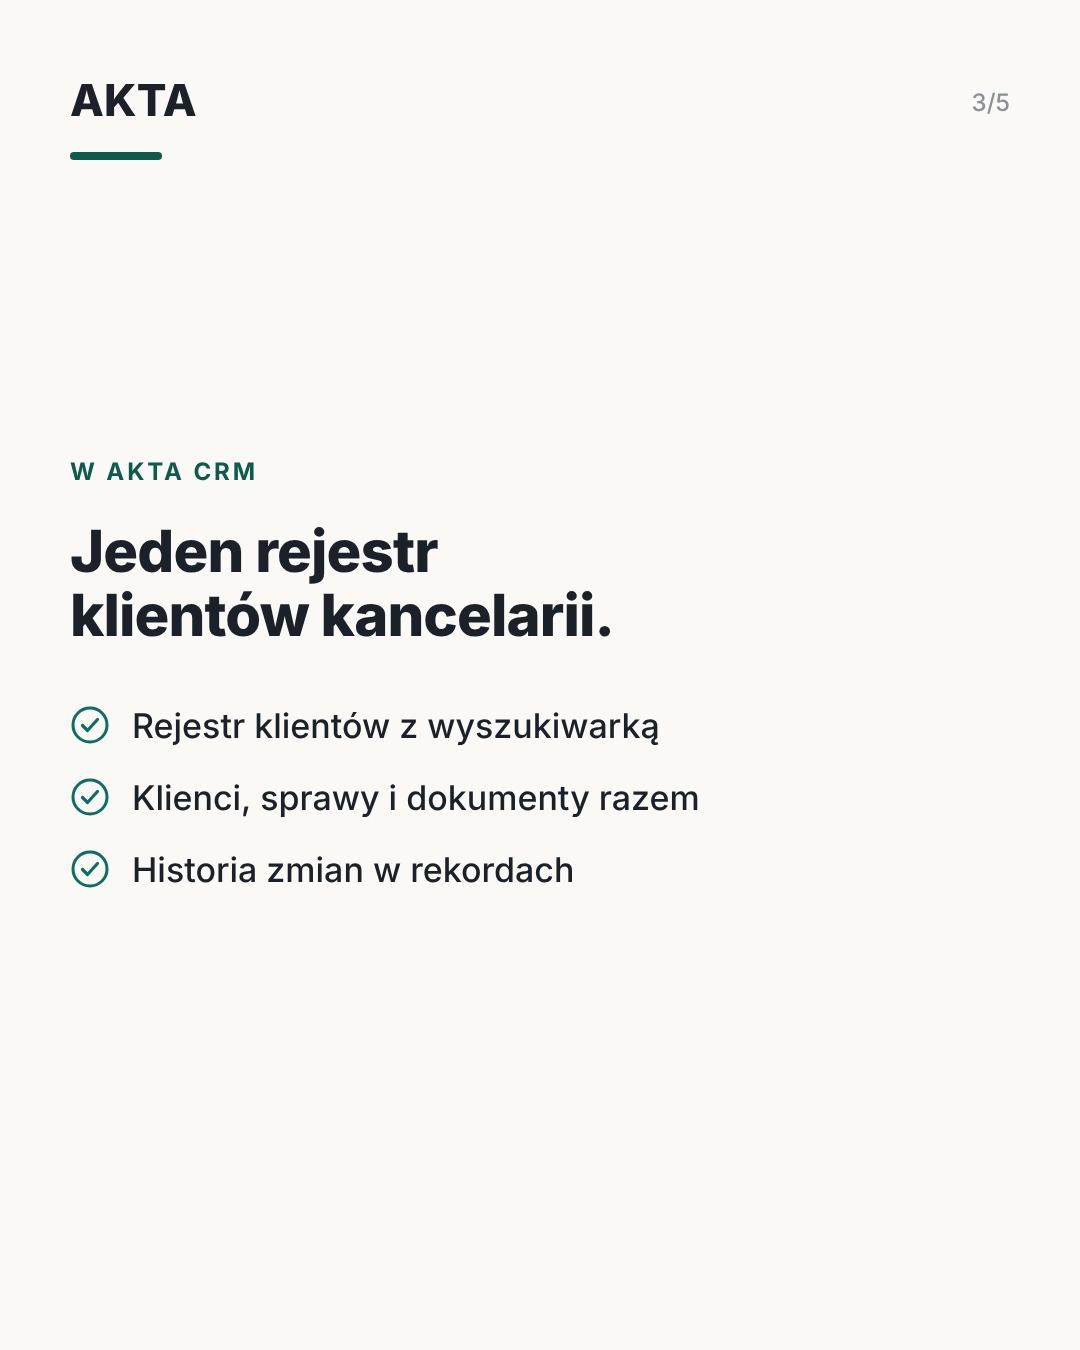 AKTA
3/5
W AKTA CRM
Jeden rejestr
klientów kancelarii.
Rejestr klientów z wyszukiwarką
Klienci, sprawy i dokumenty razem
Historia zmian w rekordach